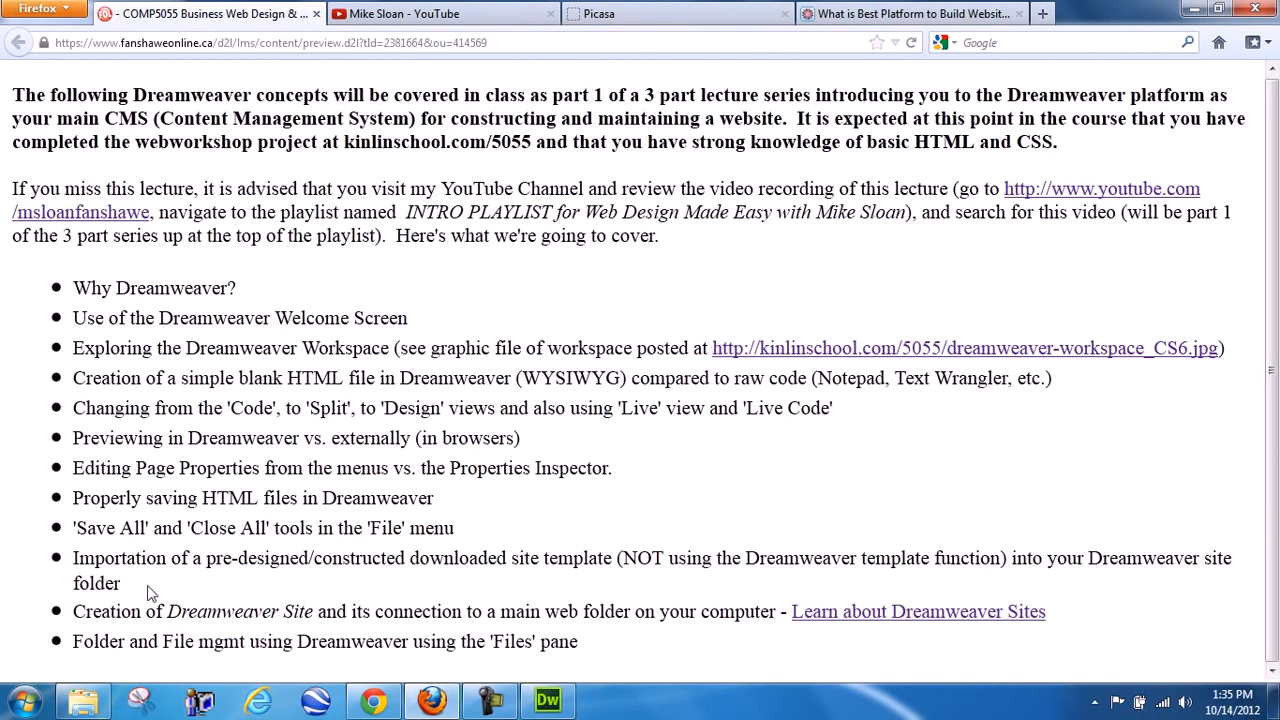 Firefox
- COMP5055 Business Web Design & ...
Mike Sloan - YouTube
Picasa
What is Best Platform to Build Websit...
https://www.fanshaweonline.ca/d2l/lms/content/preview.d2l?tId=2381664&ou=414569
Google
The following Dreamweaver concepts will be covered in class as part 1 of a 3 part lecture series introducing you to the Dreamweaver platform as
your main CMS (Content Management System) for constructing and maintaining a website.  It is expected at this point in the course that you have
completed the webworkshop project at kinlinschool.com/5055 and that you have strong knowledge of basic HTML and CSS.
If you miss this lecture, it is advised that you visit my YouTube Channel and review the video recording of this lecture (go to http://www.youtube.com
/msloanfanshawe, navigate to the playlist named  INTRO PLAYLIST for Web Design Made Easy with Mike Sloan), and search for this video (will be part 1
of the 3 part series up at the top of the playlist).  Here's what we're going to cover.
Why Dreamweaver?
Use of the Dreamweaver Welcome Screen
Exploring the Dreamweaver Workspace (see graphic file of workspace posted at http://kinlinschool.com/5055/dreamweaver-workspace_CS6.jpg)
Creation of a simple blank HTML file in Dreamweaver (WYSIWYG) compared to raw code (Notepad, Text Wrangler, etc.)
Changing from the 'Code', to 'Split', to 'Design' views and also using 'Live' view and 'Live Code'
Previewing in Dreamweaver vs. externally (in browsers)
Editing Page Properties from the menus vs. the Properties Inspector.
Properly saving HTML files in Dreamweaver
'Save All' and 'Close All' tools in the 'File' menu
Importation of a pre-designed/constructed downloaded site template (NOT using the Dreamweaver template function) into your Dreamweaver site
folder
Creation of Dreamweaver Site and its connection to a main web folder on your computer - Learn about Dreamweaver Sites
Folder and File mgmt using Dreamweaver using the 'Files' pane
Dw
1:35 PM
10/14/2012